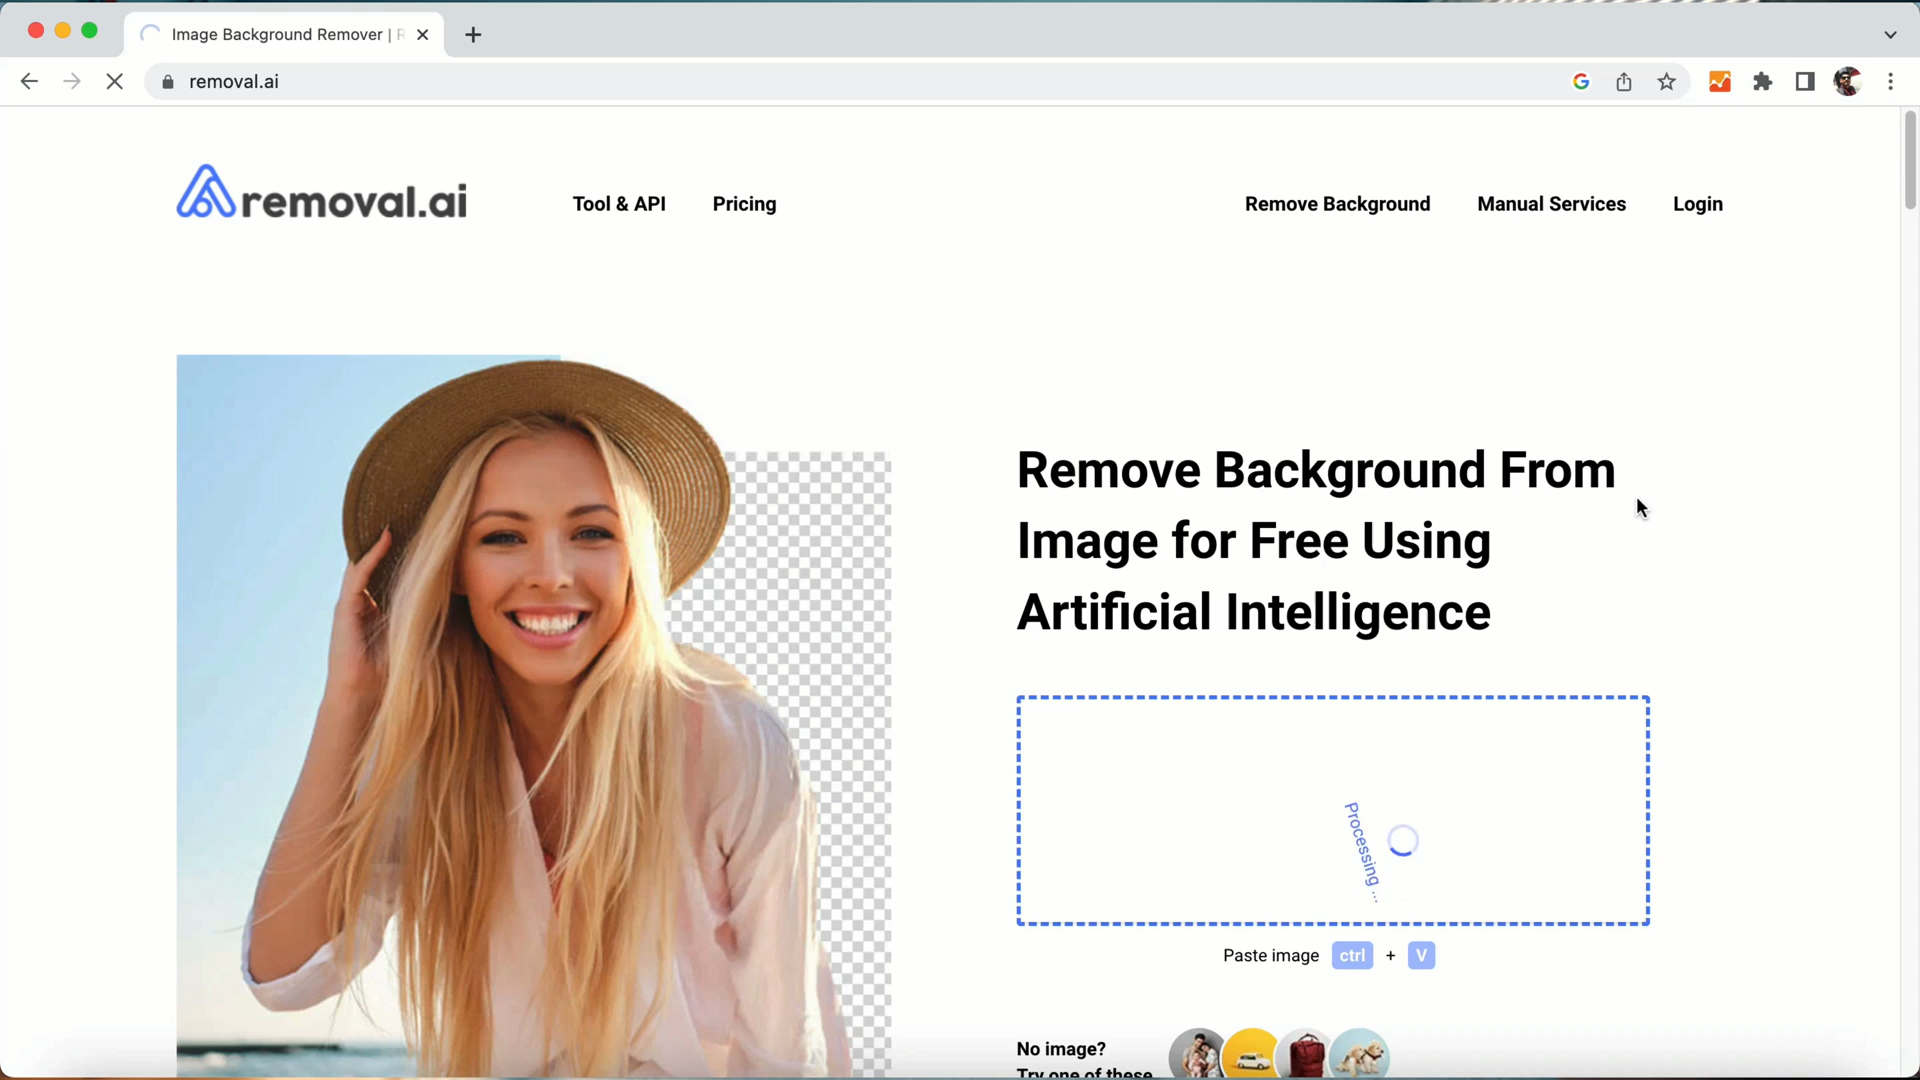 Image Background Remover | R
removal.ai
removal.ai
Tool & API
Pricing
Remove Background
Manual Services
Login
Remove Background From
Image for Free Using
Artificial Intelligence
Processing ...
Paste image ctrl + V
No image?
Try one of these